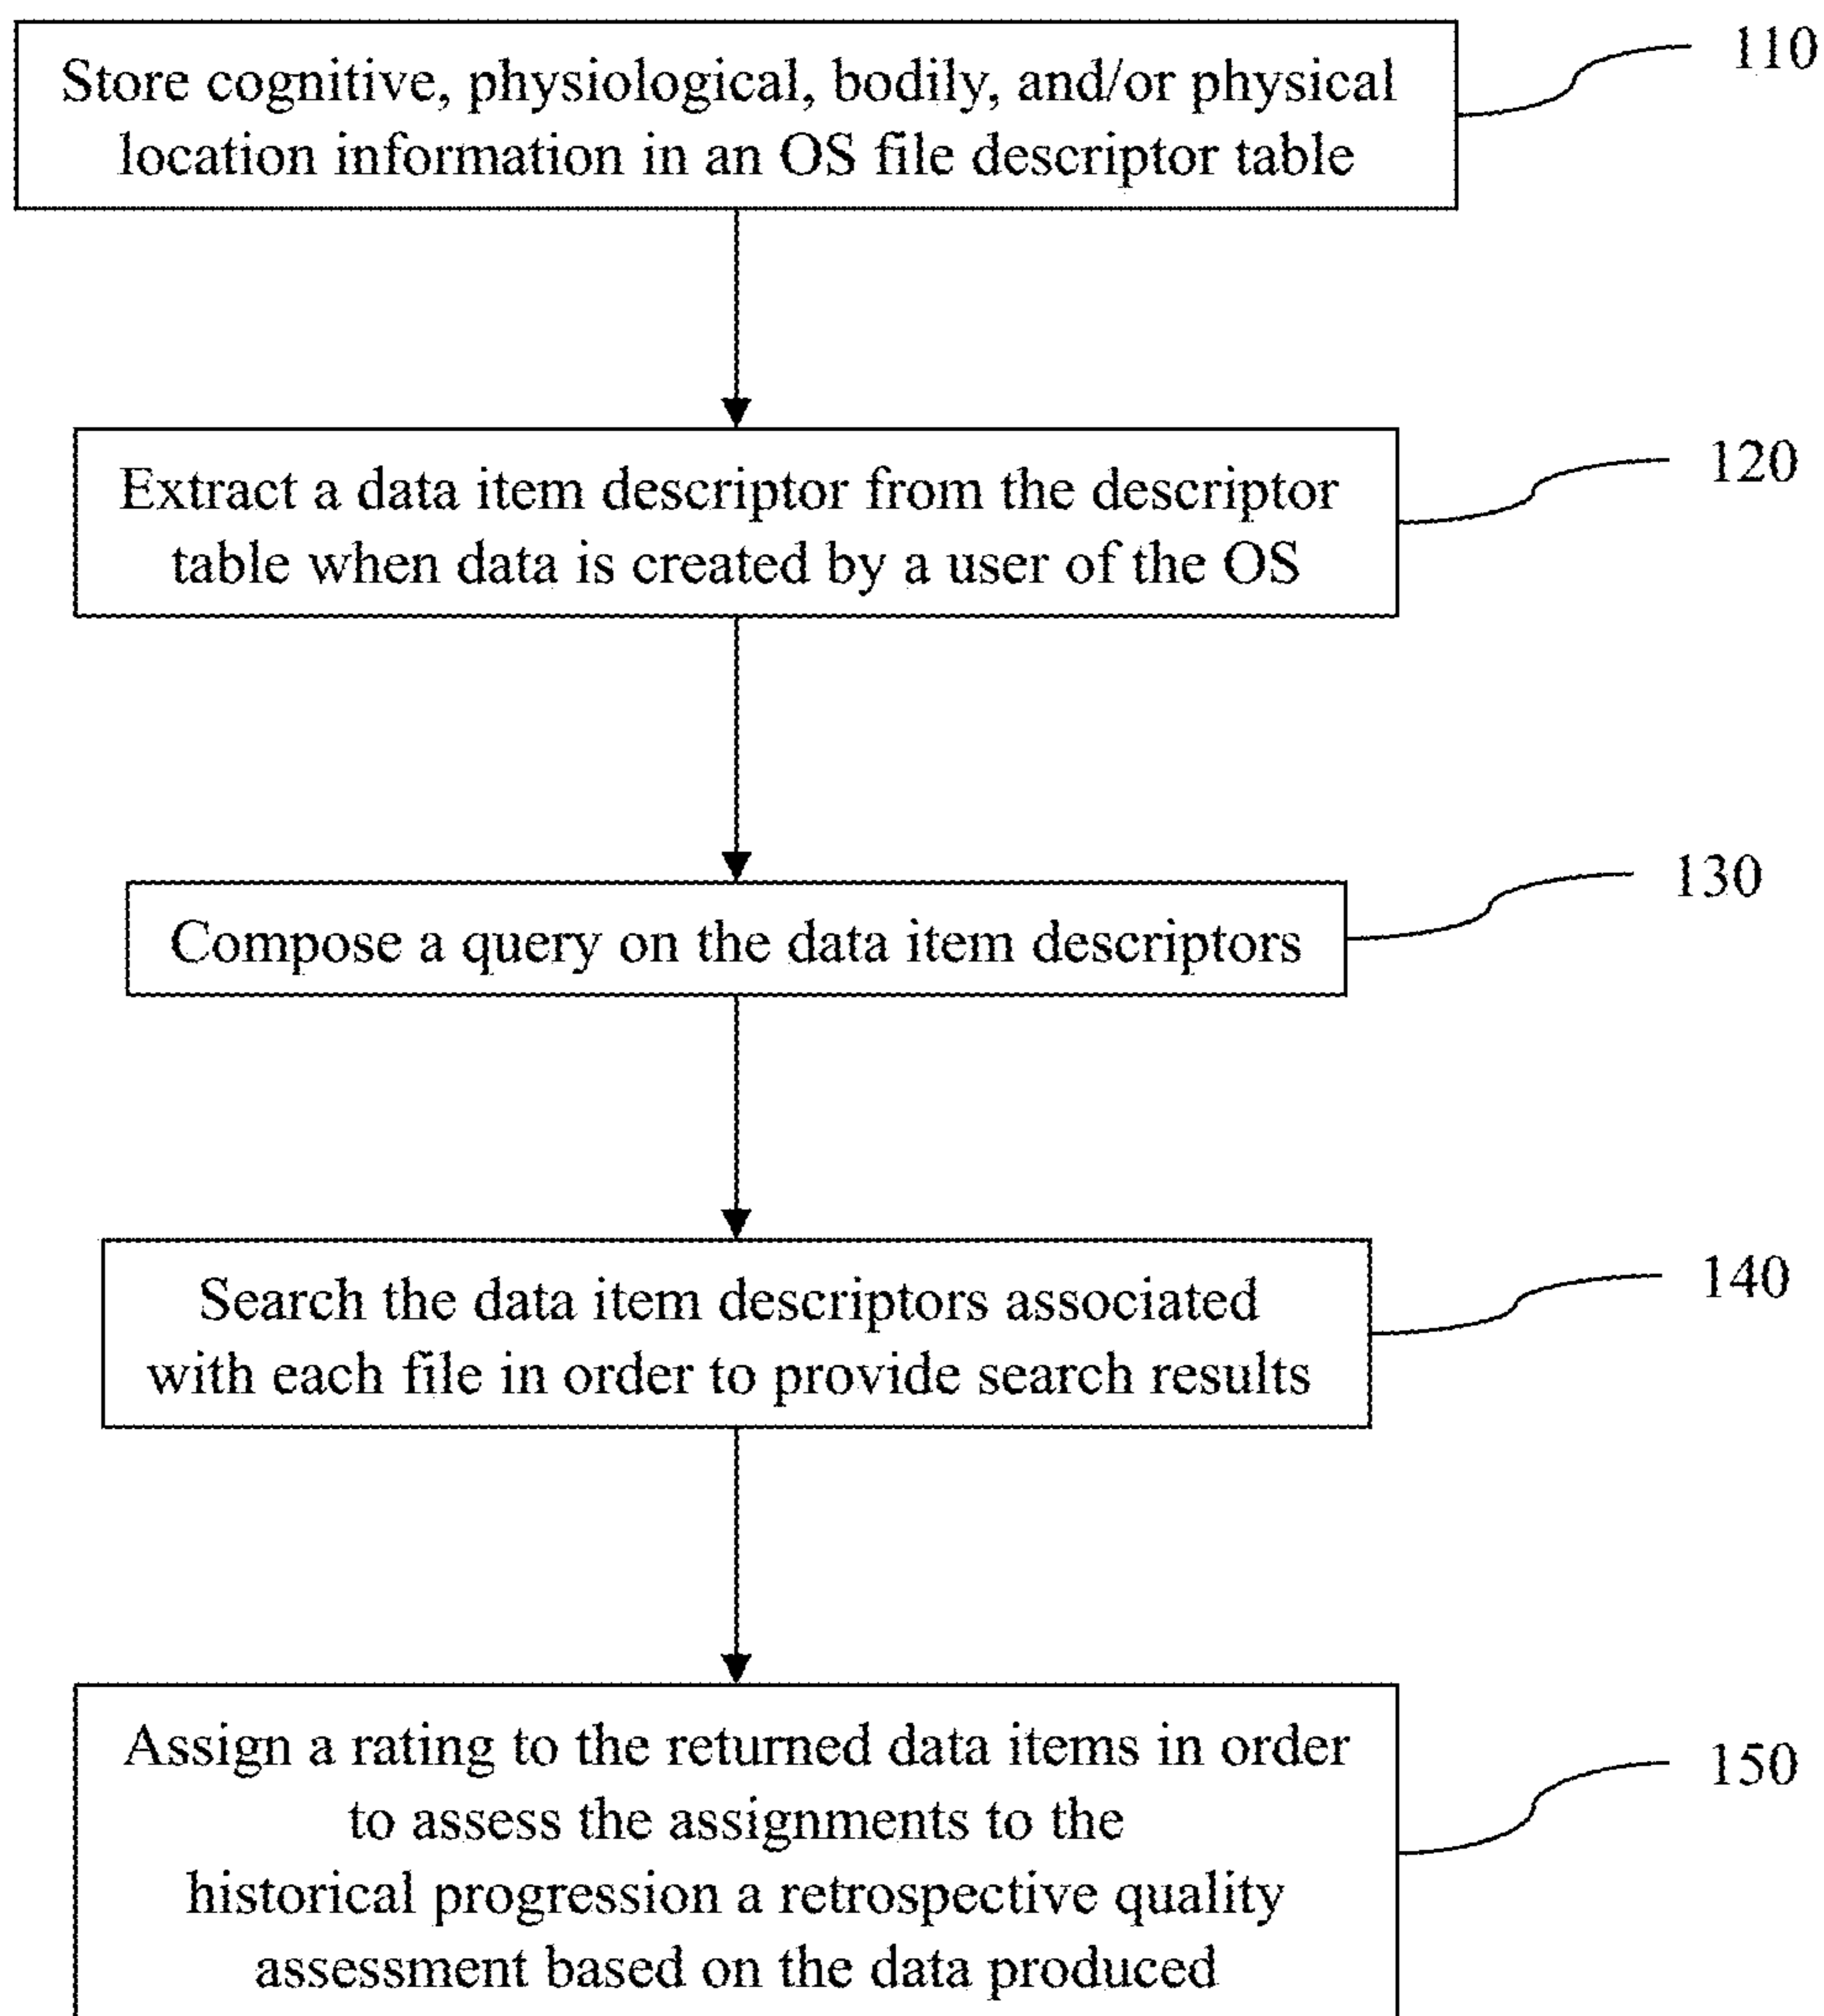 110
Store cognitive, physiological, bodily, and/or physical
location information in an OS file descriptor table
120
Extract a data item descriptor from the descriptor
table when data is created by a user of the OS
130
Compose a query on the data item descriptors
140
Search the data item descriptors associated
with each file in order to provide search results
150
Assign a rating to the returned data items in order
to assess the assignments to the
historical progression a retrospective quality
assessment based on the data produced